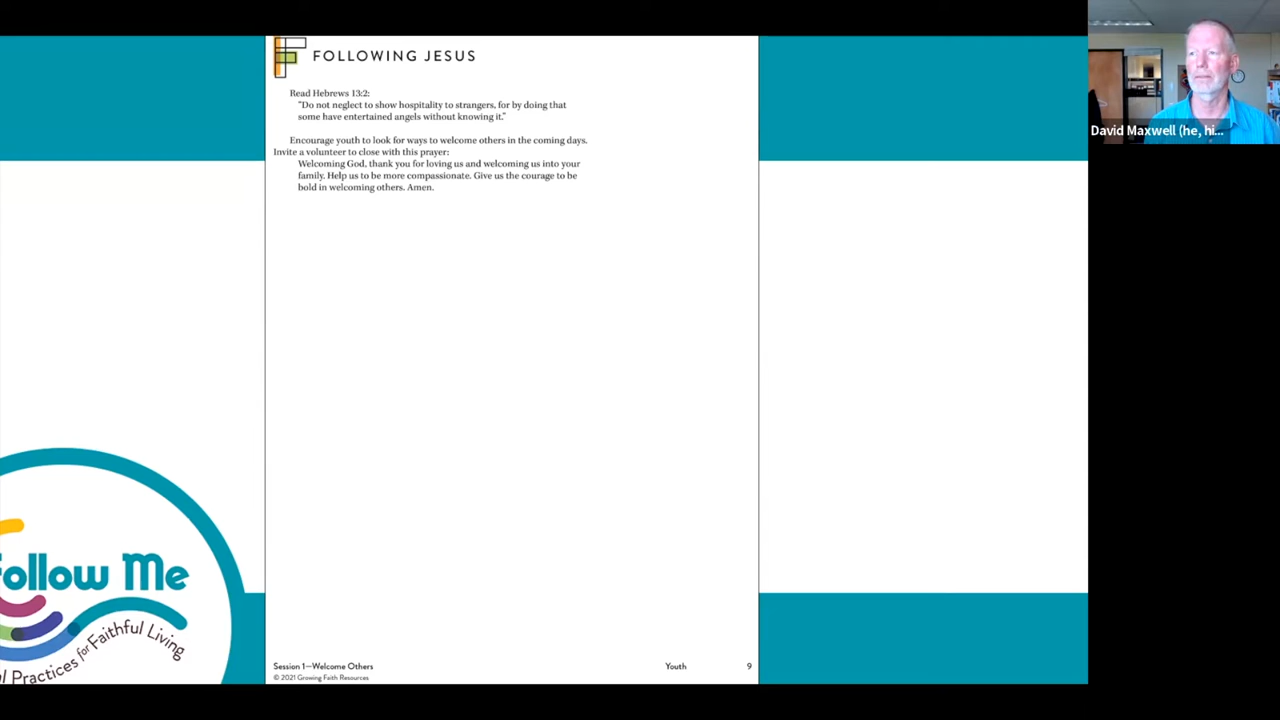 FOLLOWING JESUS
Read Hebrews 13:2:
"Do not neglect to show hospitality to strangers, for by doing that
some have entertained angels without knowing it."
Encourage youth to look for ways to welcome others in the coming days.
Invite a volunteer to close with this prayer:
Welcoming God, thank you for loving us and welcoming us into your
family. Help us to be more compassionate. Give us the courage to be
bold in welcoming others. Amen.
Session 1—Welcome Others
Youth
9
© 2021 Growing Faith Resources
ollow Me
l Practices for Faithful Living
David Maxwell (he, hi...